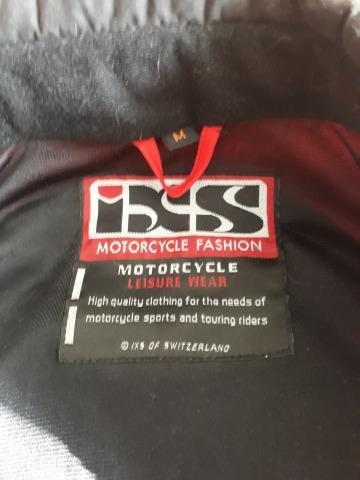 M
iXS
MOTORCYCLE FASHION
MOTORCYCLE
LEISURE WEAR
High quality clothing for the needs of
motorcycle sports and touring riders
© IXS OF SWITZERLAND